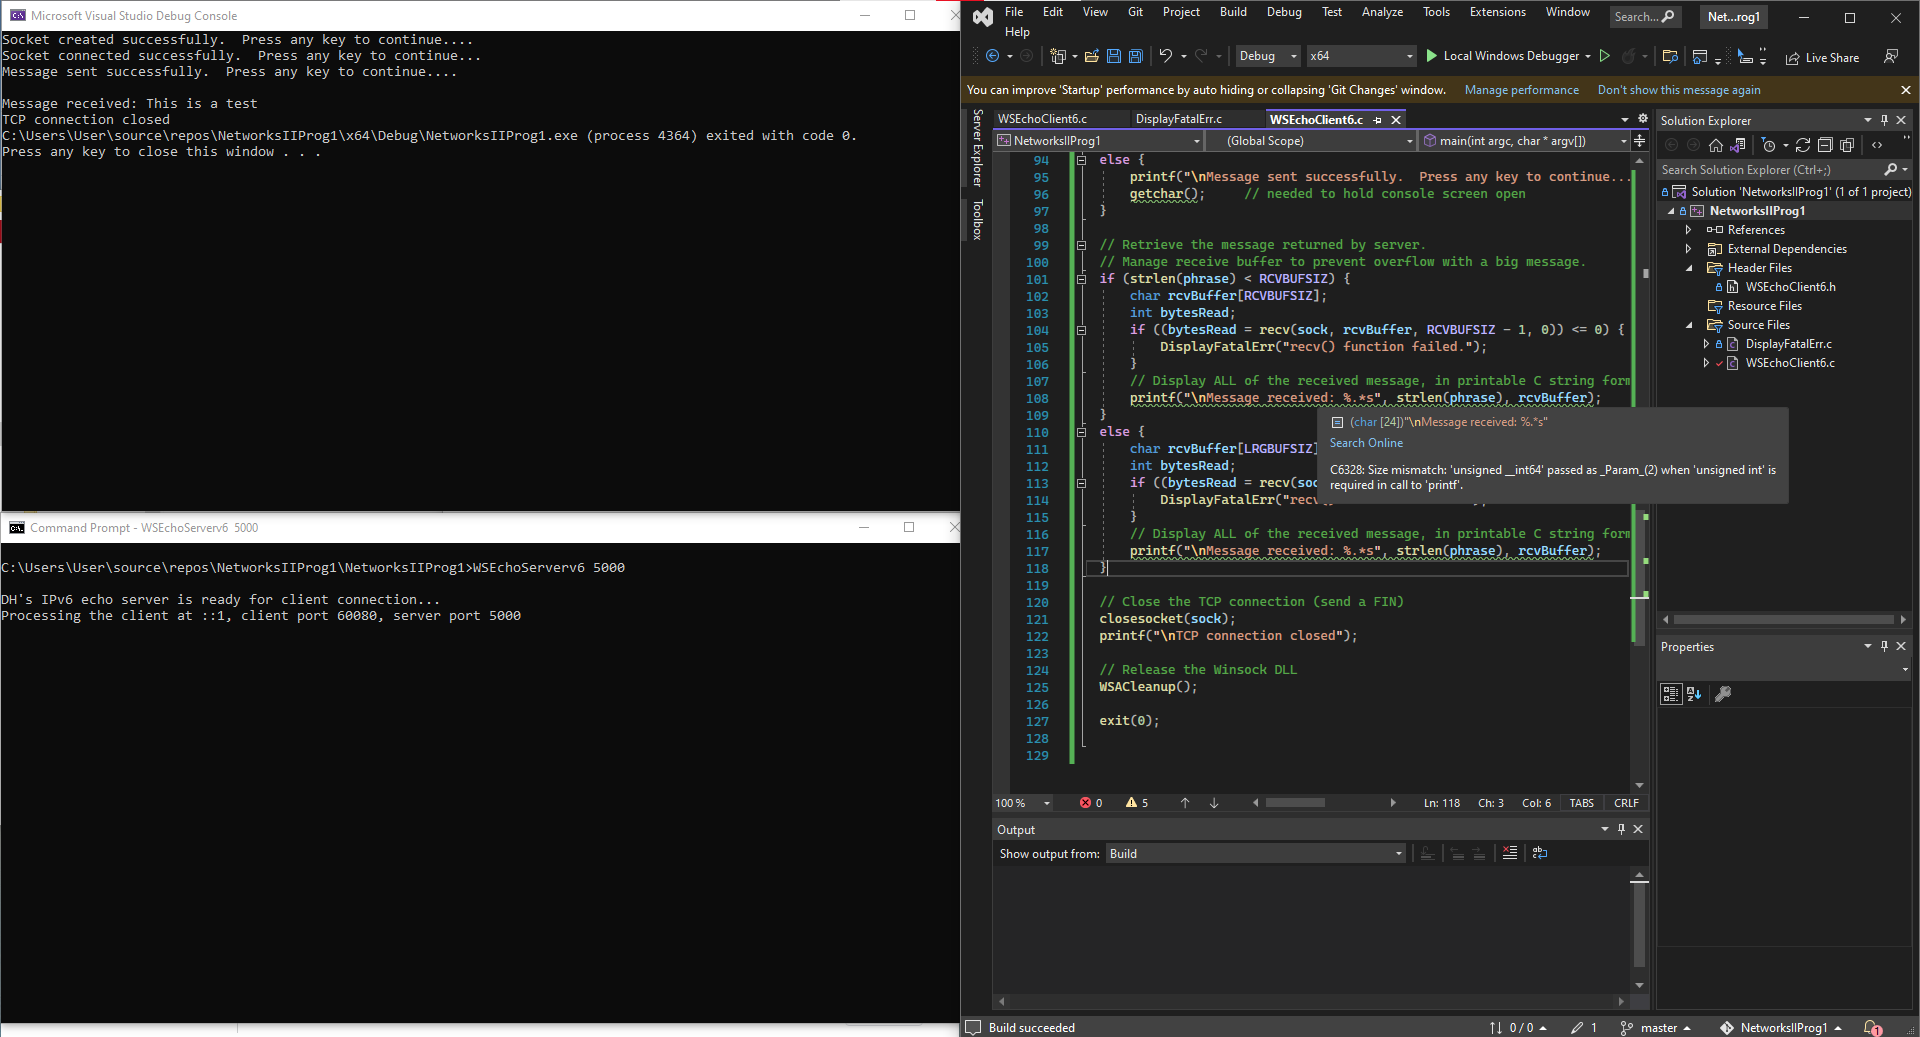 Microsoft Visual Studio Debug Console
Socket created successfully.  Press any key to continue....
Socket connected successfully.  Press any key to continue...
Message sent successfully.  Press any key to continue....
Message received: This is a test
TCP connection closed
C:\Users\User\source\repos\NetworksIIProg1\x64\Debug\NetworksIIProg1.exe (process 4364) exited with code 0.
Press any key to close this window . . .
Command Prompt - WSEchoServerv6  5000
C:\Users\User\source\repos\NetworksIIProg1\NetworksIIProg1>WSEchoServerv6 5000
DH's IPv6 echo server is ready for client connection...
Processing the client at ::1, client port 60080, server port 5000
File Edit View Git Project Build Debug Test Analyze Tools Extensions Window Search... Net...rog1
Help
Debug x64 Local Windows Debugger Live Share
You can improve 'Startup' performance by auto hiding or collapsing 'Git Changes' window. Manage performance Don't show this message again
Server Explorer
Toolbox
WSEchoClient6.c DisplayFatalErr.c WSEchoClient6.c
NetworksIIProg1 (Global Scope) main(int argc, char * argv[])
94 else {
95 printf("\nMessage sent successfully.  Press any key to continue...
96 getchar(); // needed to hold console screen open
97 }
98
99 // Retrieve the message returned by server.
100 // Manage receive buffer to prevent overflow with a big message.
101 if (strlen(phrase) < RCVBUFSIZ) {
102 char rcvBuffer[RCVBUFSIZ];
103 int bytesRead;
104 if ((bytesRead = recv(sock, rcvBuffer, RCVBUFSIZ - 1, 0)) <= 0) {
105 DisplayFatalErr("recv() function failed.");
106 }
107 // Display ALL of the received message, in printable C string form
108 printf("\nMessage received: %.*s", strlen(phrase), rcvBuffer);
109 }
110 else {
111 char rcvBuffer[LRGBUFSIZ]
112 int bytesRead;
113 if ((bytesRead = recv(soc
114 DisplayFatalErr("recv()
115 }
116 // Display ALL of the received message, in printable C string form
117 printf("\nMessage received: %.*s", strlen(phrase), rcvBuffer);
118 }
119
120 // Close the TCP connection (send a FIN)
121 closesocket(sock);
122 printf("\nTCP connection closed");
123
124 // Release the Winsock DLL
125 WSACleanup();
126
127 exit(0);
128
129
(char [24])"\nMessage received: %.*s"
Search Online
C6328: Size mismatch: 'unsigned __int64' passed as _Param_(2) when 'unsigned int' is
required in call to 'printf'.
100 % 0 5 Ln: 118 Ch: 3 Col: 6 TABS CRLF
Output
Show output from: Build
Solution Explorer
Search Solution Explorer (Ctrl+;)
Solution 'NetworksIIProg1' (1 of 1 project)
NetworksIIProg1
References
External Dependencies
Header Files
WSEchoClient6.h
Resource Files
Source Files
DisplayFatalErr.c
WSEchoClient6.c
Properties
Build succeeded 0 / 0 1 master NetworksIIProg1 1